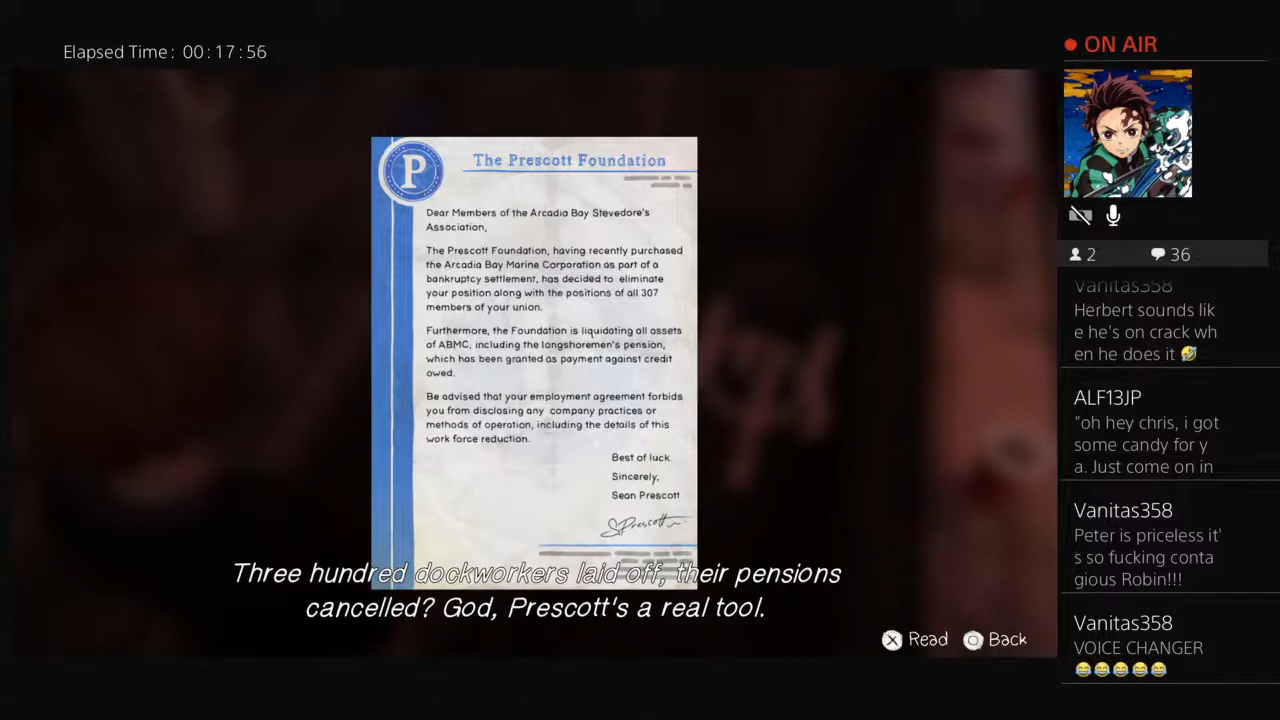 Elapsed Time: 00:17:56
ON AIR
P
The Prescott Foundation
Dear Members of the Arcadia Bay Stevedore's
Association,
The Prescott Foundation, having recently purchased
the Arcadia Bay Marine Corporation as part of a
bankruptcy settlement, has decided to eliminate
your position along with the positions of all 307
members of your union.
Furthermore, the Foundation is liquidating all assets
of ABMC, including the longshoremen's pension,
which has been granted as payment against credit
owed.
Be advised that your employment agreement forbids
you from disclosing any company practices or
methods of operation, including the details of this
work force reduction.
Best of luck.
Sincerely,
Sean Prescott
SPrescott
Three hundred dockworkers laid off, their pensions
cancelled? God, Prescott's a real tool.
Read Back
2 36
Vanitas358
Herbert sounds lik
e he's on crack wh
en he does it 🤣
ALF13JP
"oh hey chris, i got
some candy for y
a. Just come on in
Vanitas358
Peter is priceless it'
s so fucking conta
gious Robin!!!
Vanitas358
VOICE CHANGER
😂😂😂😂😂